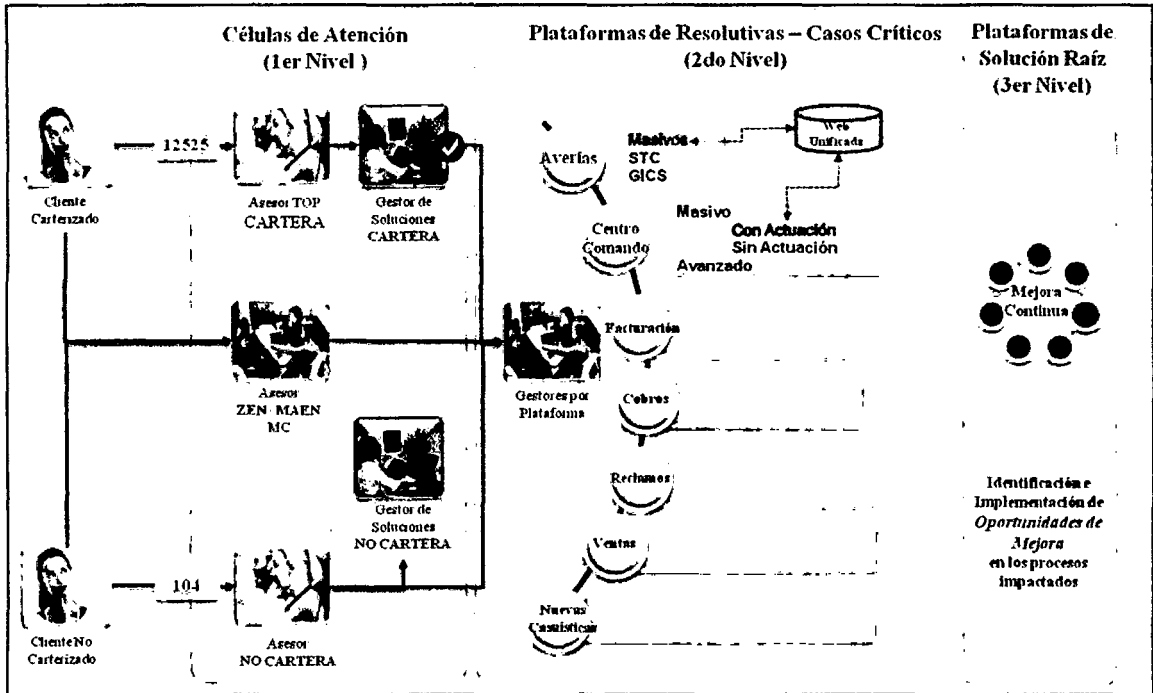 Células de Atención
(1er Nivel )
Plataformas de Resolutivas – Casos Críticos
(2do Nivel)
Plataformas de
Solución Raíz
(3er Nivel)
12525
Cliente
Carterizado
Asesor TOP
CARTERA
Gestor de
Soluciones
CARTERA
Averías
Masivos
STC
GICS
Web
Unificada
Centro
Comando
Masivo
Con Actuación
Sin Actuación
Avanzado
Mejora
Continua
Asesor
ZEN- MAEN
MC
Gestores por
Plataforma
Facturación
Cobros
Reclamos
Ventas
Nuevas
Casuísticas
Gestor de
Soluciones
NO CARTERA
104
Cliente No
Carterizado
Asesor
NO CARTERA
Identificación e
Implementación de
Oportunidades de
Mejora
en los procesos
impactados